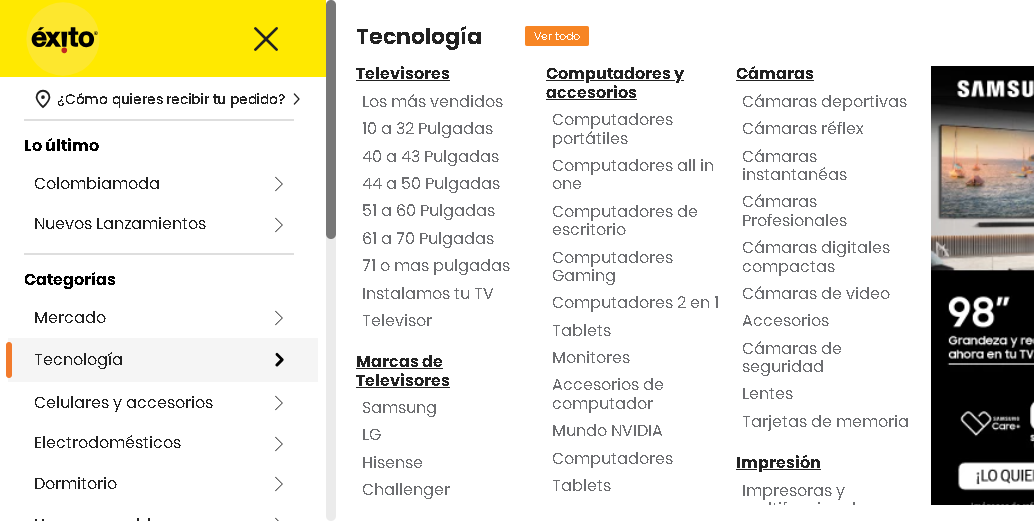 éxito
¿Cómo quieres recibir tu pedido?
Lo último
Colombiamoda
Nuevos Lanzamientos
Categorías
Mercado
Tecnología
Celulares y accesorios
Electrodomésticos
Dormitorio
Tecnología
Ver todo
Televisores
Los más vendidos
10 a 32 Pulgadas
40 a 43 Pulgadas
44 a 50 Pulgadas
51 a 60 Pulgadas
61 a 70 Pulgadas
71 o mas pulgadas
Instalamos tu TV
Televisor
Marcas de
Televisores
Samsung
LG
Hisense
Challenger
Computadores y
accesorios
Computadores
portátiles
Computadores all in
one
Computadores de
escritorio
Computadores
Gaming
Computadores 2 en 1
Tablets
Monitores
Accesorios de
computador
Mundo NVIDIA
Computadores
Tablets
Cámaras
Cámaras deportivas
Cámaras réflex
Cámaras
instantanéas
Cámaras
Profesionales
Cámaras digitales
compactas
Cámaras de video
Accesorios
Cámaras de
seguridad
Lentes
Tarjetas de memoria
Impresión
Impresoras y
SAMSU
98”
Grandeza y re
ahora en tu TV
SAMSUNG
Care+
¡LO QUIE